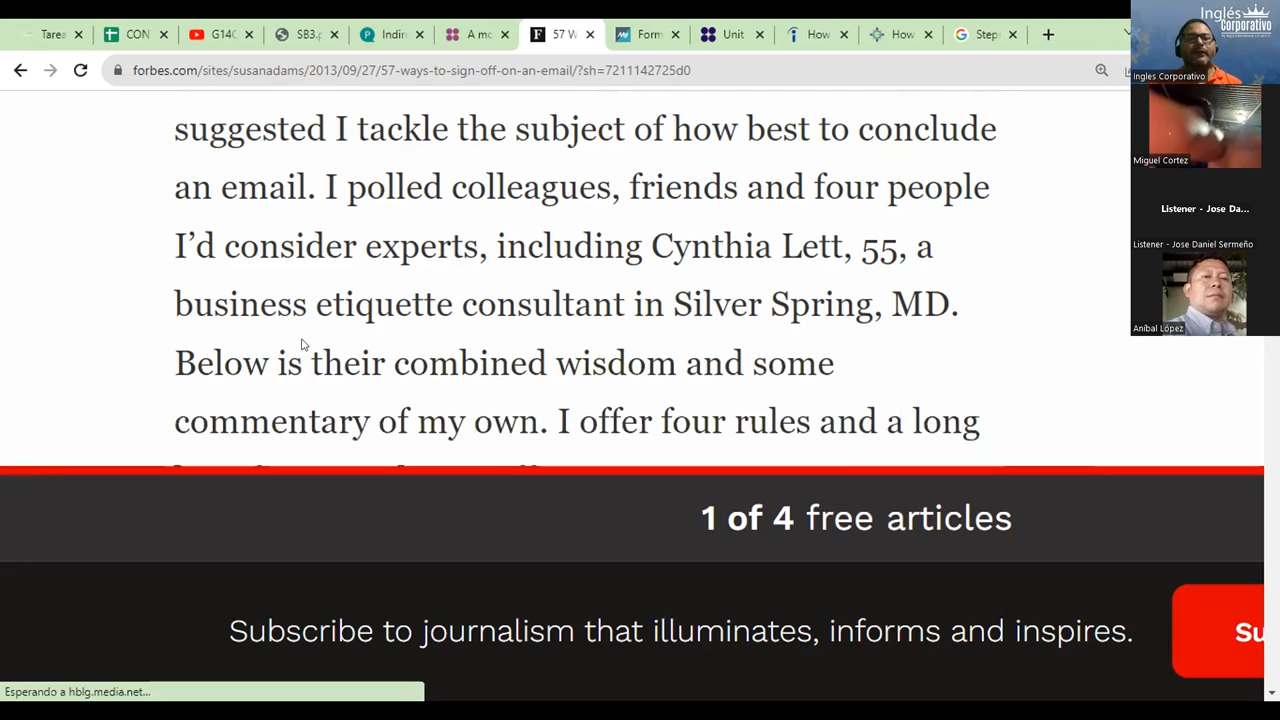 Tarea
CON
G14C
SB3.p
Indire
A mo
57 W
Form
Unit
How
How
Step
forbes.com/sites/susanadams/2013/09/27/57-ways-to-sign-off-on-an-email/?sh=7211142725d0
Inglés
Corporativo
Ingles Corporativo
Miguel Cortez
Listener - Jose Da...
Listener - Jose Daniel Sermeño
Aníbal López
suggested I tackle the subject of how best to conclude
an email. I polled colleagues, friends and four people
I’d consider experts, including Cynthia Lett, 55, a
business etiquette consultant in Silver Spring, MD.
Below is their combined wisdom and some
commentary of my own. I offer four rules and a long
1 of 4 free articles
Subscribe to journalism that illuminates, informs and inspires.
Su
Esperando a hblg.media.net...